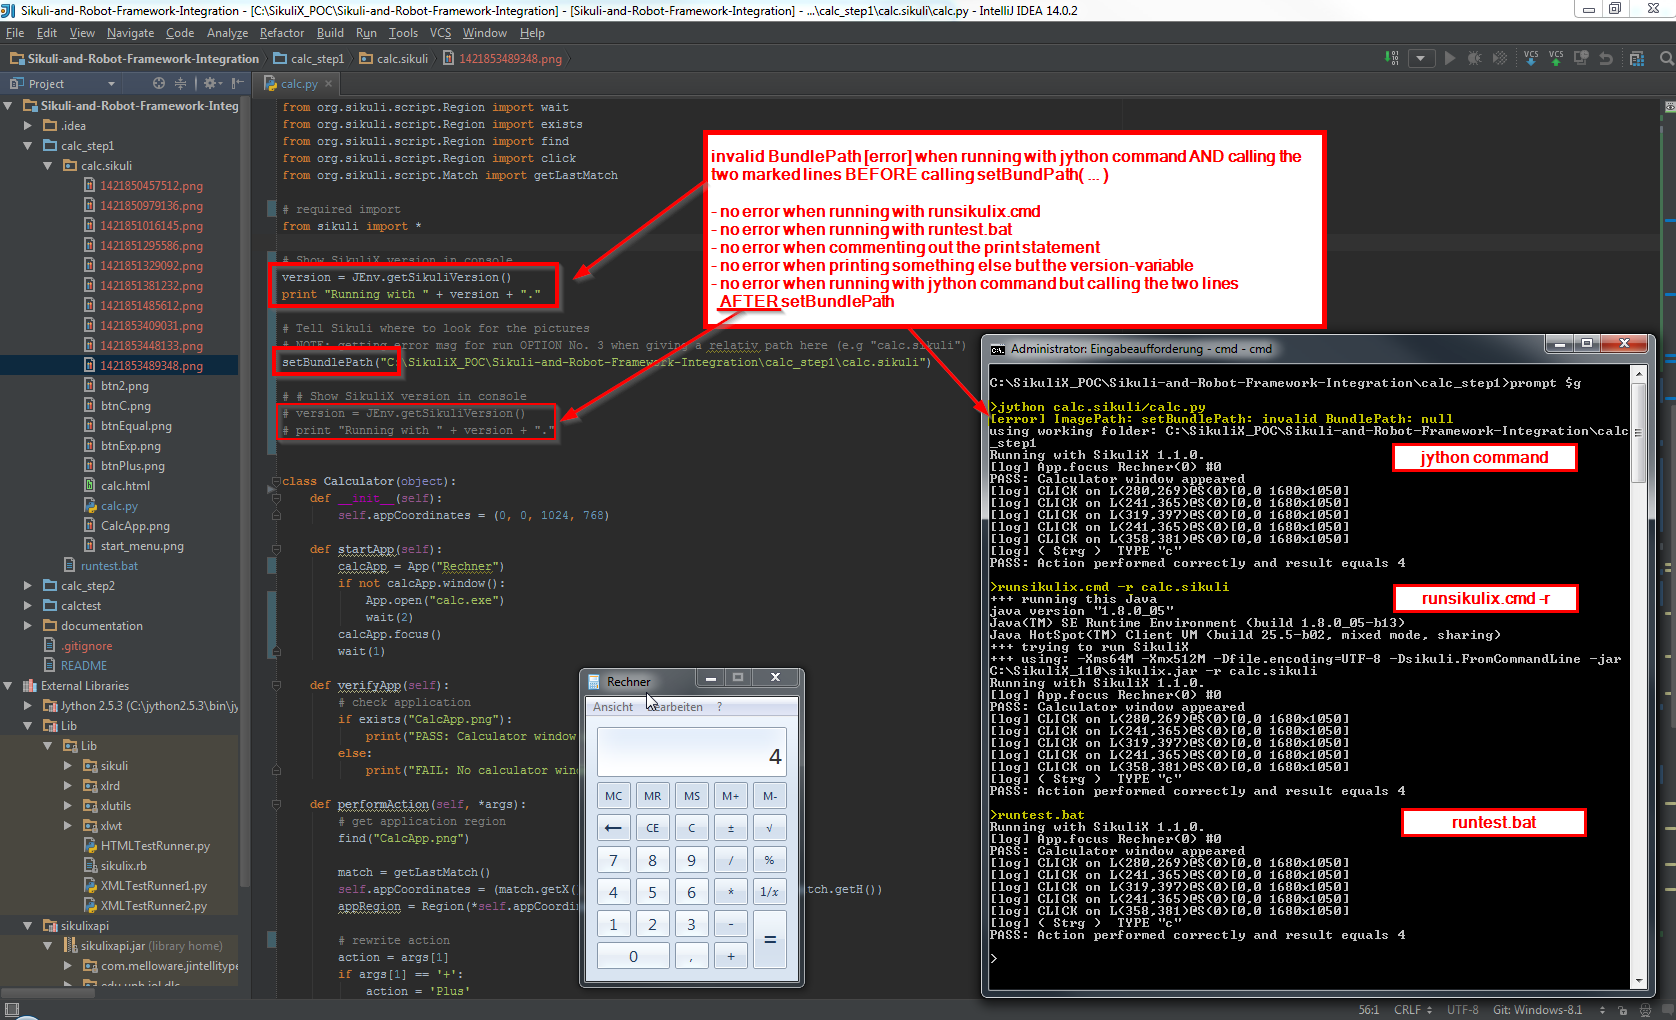 Sikuli-and-Robot-Framework-Integration - [C:\SikuliX_POC\Sikuli-and-Robot-Framework-Integration] - [Sikuli-and-Robot-Framework-Integration] - ...\calc_step1\calc.sikuli\calc.py - IntelliJ IDEA 14.0.2
File Edit View Navigate Code Analyze Refactor Build Run Tools VCS Window Help
Sikuli-and-Robot-Framework-Integration calc_step1 calc.sikuli 1421853489348.png
Project
calc.py
Sikuli-and-Robot-Framework-Integ
.idea
calc_step1
calc.sikuli
1421850457512.png
1421850979136.png
1421851016145.png
1421851295586.png
1421851329092.png
1421851381232.png
1421851485612.png
1421853409031.png
1421853448133.png
1421853489348.png
btn2.png
btnC.png
btnEqual.png
btnExp.png
btnPlus.png
calc.html
calc.py
CalcApp.png
start_menu.png
runtest.bat
calc_step2
calctest
documentation
.gitignore
README
External Libraries
Jython 2.5.3 (C:\jython2.5.3\bin\jy
Lib
Lib
sikuli
xlrd
xlutils
xlwt
HTMLTestRunner.py
sikulix.rb
XMLTestRunner1.py
XMLTestRunner2.py
sikulixapi
sikulixapi.jar (library home)
com.melloware.jintellitype
edu.unh.iol.dlc
from org.sikuli.script.Region import wait
from org.sikuli.script.Region import exists
from org.sikuli.script.Region import find
from org.sikuli.script.Region import click
from org.sikuli.script.Match import getLastMatch
# required import
from sikuli import *
# Show SikuliX version in console
version = JEnv.getSikuliVersion()
print "Running with " + version + "."
# Tell Sikuli where to look for the pictures
# NOTE: getting error msg for run OPTION No. 3 when giving a relativ path here (e.g "calc.sikuli")
setBundlePath("C:\SikuliX_POC\Sikuli-and-Robot-Framework-Integration\calc_step1\calc.sikuli")
# # Show SikuliX version in console
# version = JEnv.getSikuliVersion()
# print "Running with " + version + "."
class Calculator(object):
def __init__(self):
self.appCoordinates = (0, 0, 1024, 768)
def startApp(self):
calcApp = App("Rechner")
if not calcApp.window():
App.open("calc.exe")
wait(2)
calcApp.focus()
wait(1)
def verifyApp(self):
# check application
if exists("CalcApp.png"):
print("PASS: Calculator window
else:
print("FAIL: No calculator win
def performAction(self, *args):
# get application region
find("CalcApp.png")
match = getLastMatch()
self.appCoordinates = (match.getX( tch.getH())
appRegion = Region(*self.appCoordin
# rewrite action
action = args[1]
if args[1] == '+':
action = 'Plus'
invalid BundlePath [error] when running with jython command AND calling the
two marked lines BEFORE calling setBundPath( ... )
- no error when running with runsikulix.cmd
- no error when running with runtest.bat
- no error when commenting out the print statement
- no error when printing something else but the version-variable
- no error when running with jython command but calling the two lines
AFTER setBundlePath
Rechner
Ansicht earbeiten ?
4
MC MR MS M+ M-
← CE C ± √
7 8 9 / %
4 5 6 * 1/x
1 2 3 - =
0 , +
Administrator: Eingabeaufforderung - cmd - cmd
C:\SikuliX_POC\Sikuli-and-Robot-Framework-Integration\calc_step1>prompt $g
>jython calc.sikuli/calc.py
[error] ImagePath: setBundlePath: invalid BundlePath: null
using working folder: C:\SikuliX_POC\Sikuli-and-Robot-Framework-Integration\calc
_step1
Running with SikuliX 1.1.0.
[log] App.focus Rechner(0) #0
PASS: Calculator window appeared
[log] CLICK on L(280,269)@S(0)[0,0 1680x1050]
[log] CLICK on L(241,365)@S(0)[0,0 1680x1050]
[log] CLICK on L(319,397)@S(0)[0,0 1680x1050]
[log] CLICK on L(241,365)@S(0)[0,0 1680x1050]
[log] CLICK on L(358,381)@S(0)[0,0 1680x1050]
[log] ( Strg ) TYPE "c"
PASS: Action performed correctly and result equals 4
jython command
>runsikulix.cmd -r calc.sikuli
+++ running this Java
java version "1.8.0_05"
Java(TM) SE Runtime Environment (build 1.8.0_05-b13)
Java HotSpot(TM) Client VM (build 25.5-b02, mixed mode, sharing)
+++ trying to run SikuliX
+++ using: -Xms64M -Xmx512M -Dfile.encoding=UTF-8 -Dsikuli.FromCommandLine -jar
C:\SikuliX_110\sikulix.jar -r calc.sikuli
Running with SikuliX 1.1.0.
[log] App.focus Rechner(0) #0
PASS: Calculator window appeared
[log] CLICK on L(280,269)@S(0)[0,0 1680x1050]
[log] CLICK on L(241,365)@S(0)[0,0 1680x1050]
[log] CLICK on L(319,397)@S(0)[0,0 1680x1050]
[log] CLICK on L(241,365)@S(0)[0,0 1680x1050]
[log] CLICK on L(358,381)@S(0)[0,0 1680x1050]
[log] ( Strg ) TYPE "c"
PASS: Action performed correctly and result equals 4
runsikulix.cmd -r
>runtest.bat
Running with SikuliX 1.1.0.
[log] App.focus Rechner(0) #0
PASS: Calculator window appeared
[log] CLICK on L(280,269)@S(0)[0,0 1680x1050]
[log] CLICK on L(241,365)@S(0)[0,0 1680x1050]
[log] CLICK on L(319,397)@S(0)[0,0 1680x1050]
[log] CLICK on L(241,365)@S(0)[0,0 1680x1050]
[log] CLICK on L(358,381)@S(0)[0,0 1680x1050]
[log] ( Strg ) TYPE "c"
PASS: Action performed correctly and result equals 4
>
runtest.bat
56:1 CRLF UTF-8 Git: Windows-8.1